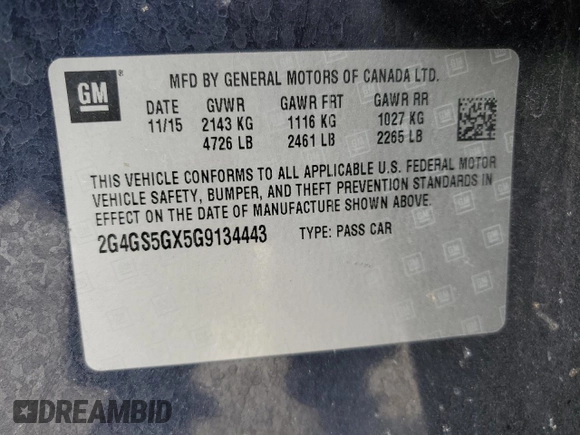 GM ®
MFD BY GENERAL MOTORS OF CANADA LTD.
DATE GVWR GAWR FRT GAWR RR
11/15 2143 KG 1116 KG 1027 KG
4726 LB 2461 LB 2265 LB
THIS VEHICLE CONFORMS TO ALL APPLICABLE U.S. FEDERAL MOTOR
VEHICLE SAFETY, BUMPER, AND THEFT PREVENTION STANDARDS IN
EFFECT ON THE DATE OF MANUFACTURE SHOWN ABOVE.
2G4GS5GX5G9134443 TYPE: PASS CAR
DREAMBID